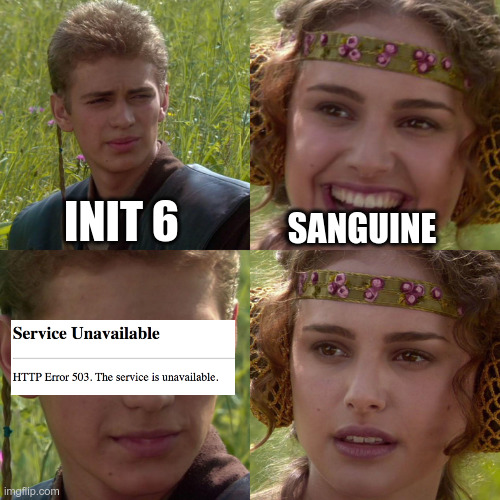 INIT 6
SANGUINE
Service Unavailable
HTTP Error 503. The service is unavailable.
imgflip.com